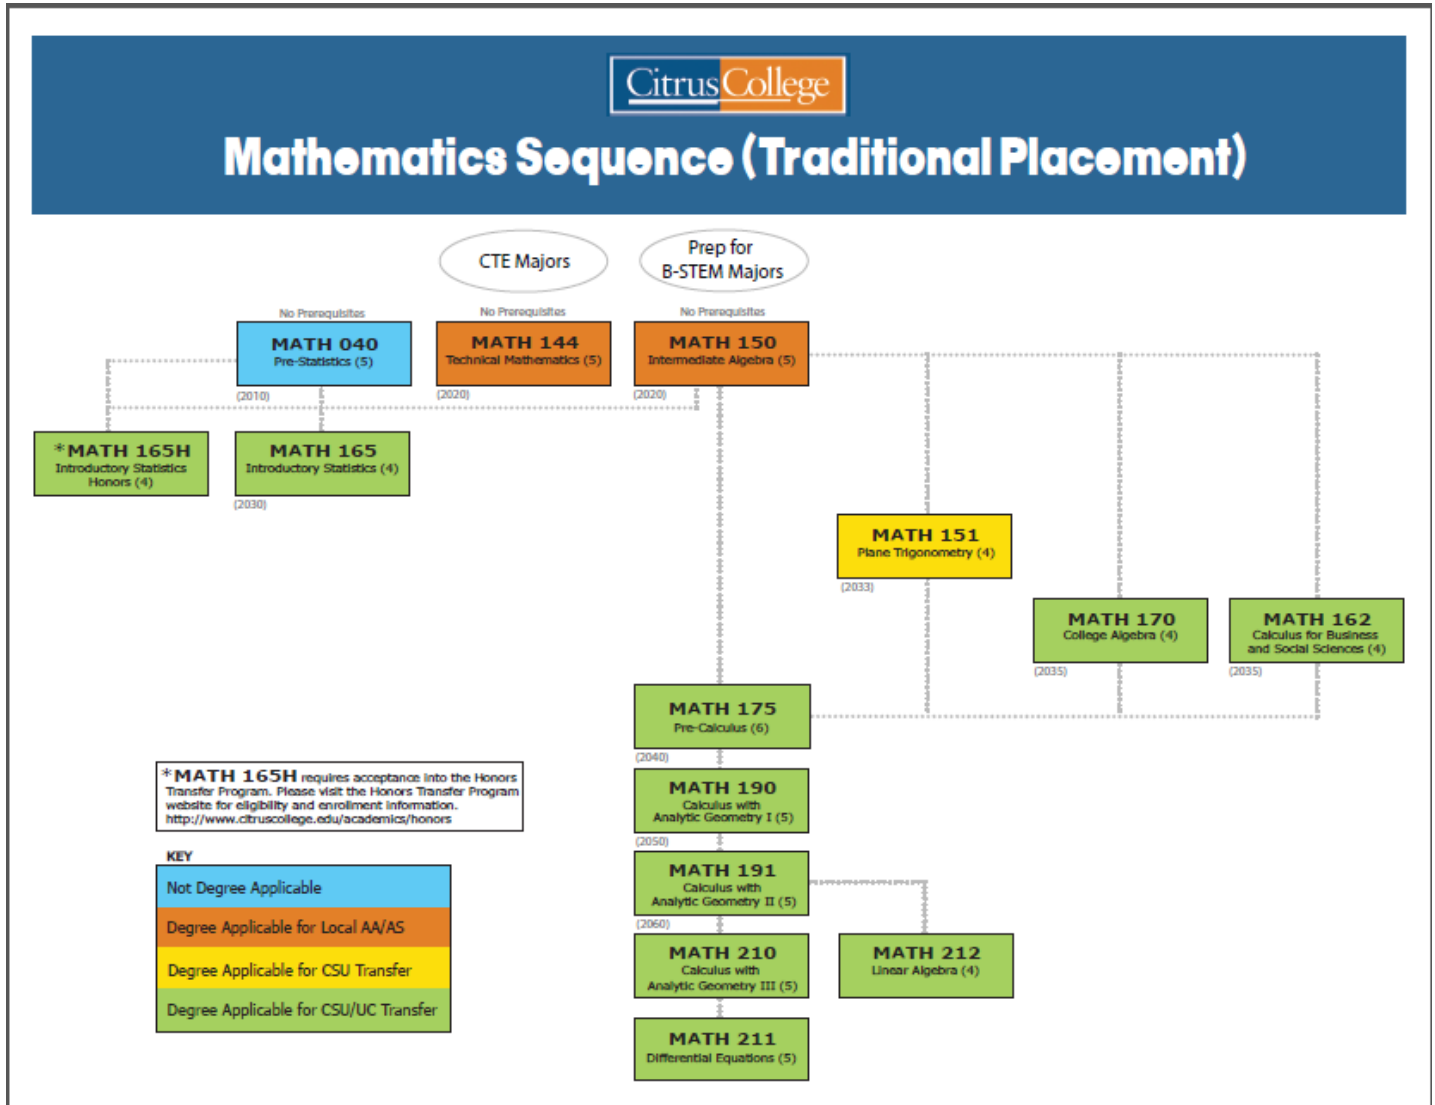 Citrus College
Mathematics Sequence (Traditional Placement)
CTE Majors
Prep for
B-STEM Majors
No Prerequisites
MATH 040
Pre-Statistics (5)
(2010)
No Prerequisites
MATH 144
Technical Mathematics (5)
(2020)
No Prerequisites
MATH 150
Intermediate Algebra (5)
(2020)
*MATH 165H
Introductory Statistics
Honors (4)
MATH 165
Introductory Statistics (4)
(2030)
MATH 151
Plane Trigonometry (4)
(2033)
MATH 170
College Algebra (4)
(2035)
MATH 162
Calculus for Business
and Social Sciences (4)
(2035)
MATH 175
Pre-Calculus (6)
(2040)
MATH 190
Calculus with
Analytic Geometry I (5)
(2050)
MATH 191
Calculus with
Analytic Geometry II (5)
(2060)
MATH 210
Calculus with
Analytic Geometry III (5)
MATH 212
Linear Algebra (4)
MATH 211
Differential Equations (5)
*MATH 165H requires acceptance into the Honors
Transfer Program. Please visit the Honors Transfer Program
website for eligibility and enrollment information.
http://www.citruscollege.edu/academics/honors
KEY
Not Degree Applicable
Degree Applicable for Local AA/AS
Degree Applicable for CSU Transfer
Degree Applicable for CSU/UC Transfer